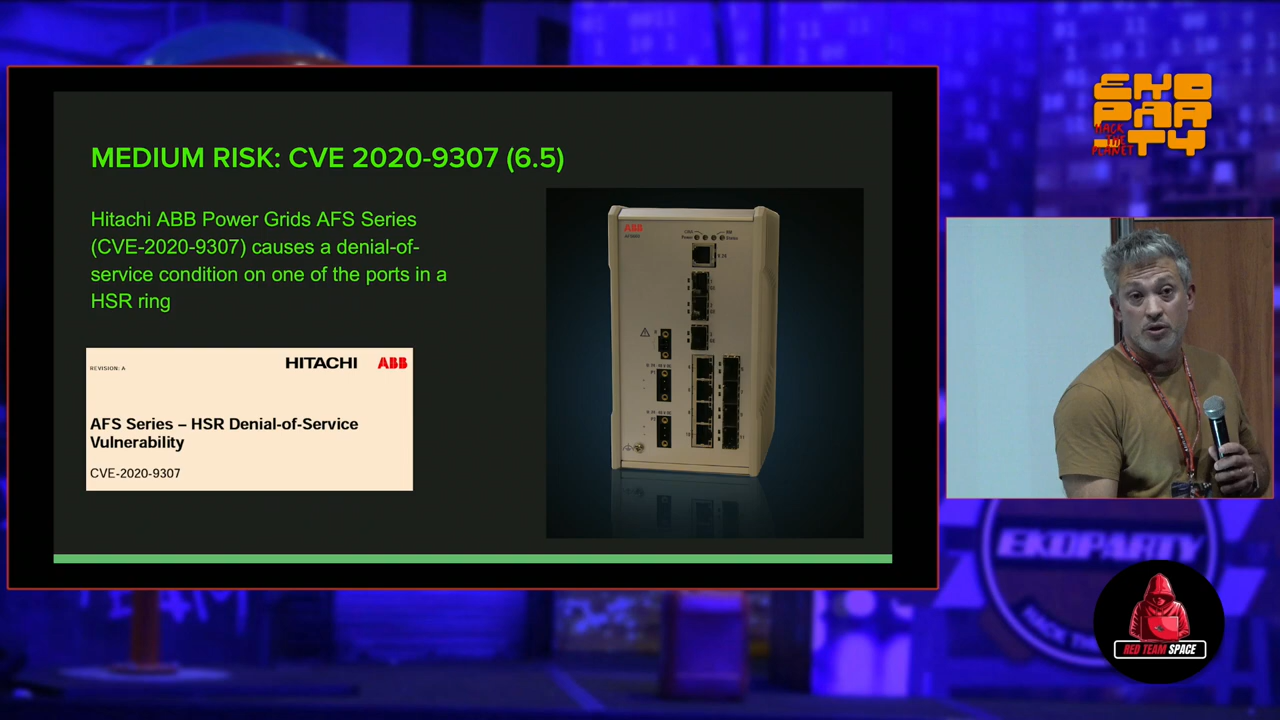 MEDIUM RISK: CVE 2020-9307 (6.5)
Hitachi ABB Power Grids AFS Series
(CVE-2020-9307) causes a denial-of-
service condition on one of the ports in a
HSR ring
REVISION: A
HITACHI ABB
AFS Series – HSR Denial-of-Service
Vulnerability
CVE-2020-9307
ABB
EKO
PAR
TY
HACK
THE
PLANET
EKOPARTY
RED TEAM SPACE